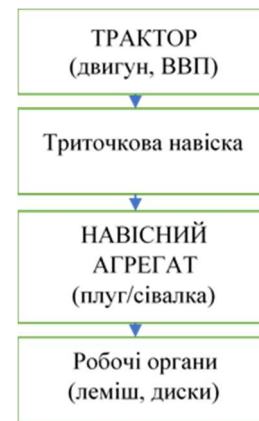 ТРАКТОР
(двигун, ВВП)
Триточкова навіска
НАВІСНИЙ
АГРЕГАТ
(плуг/сівалка)
Робочі органи
(леміш, диски)